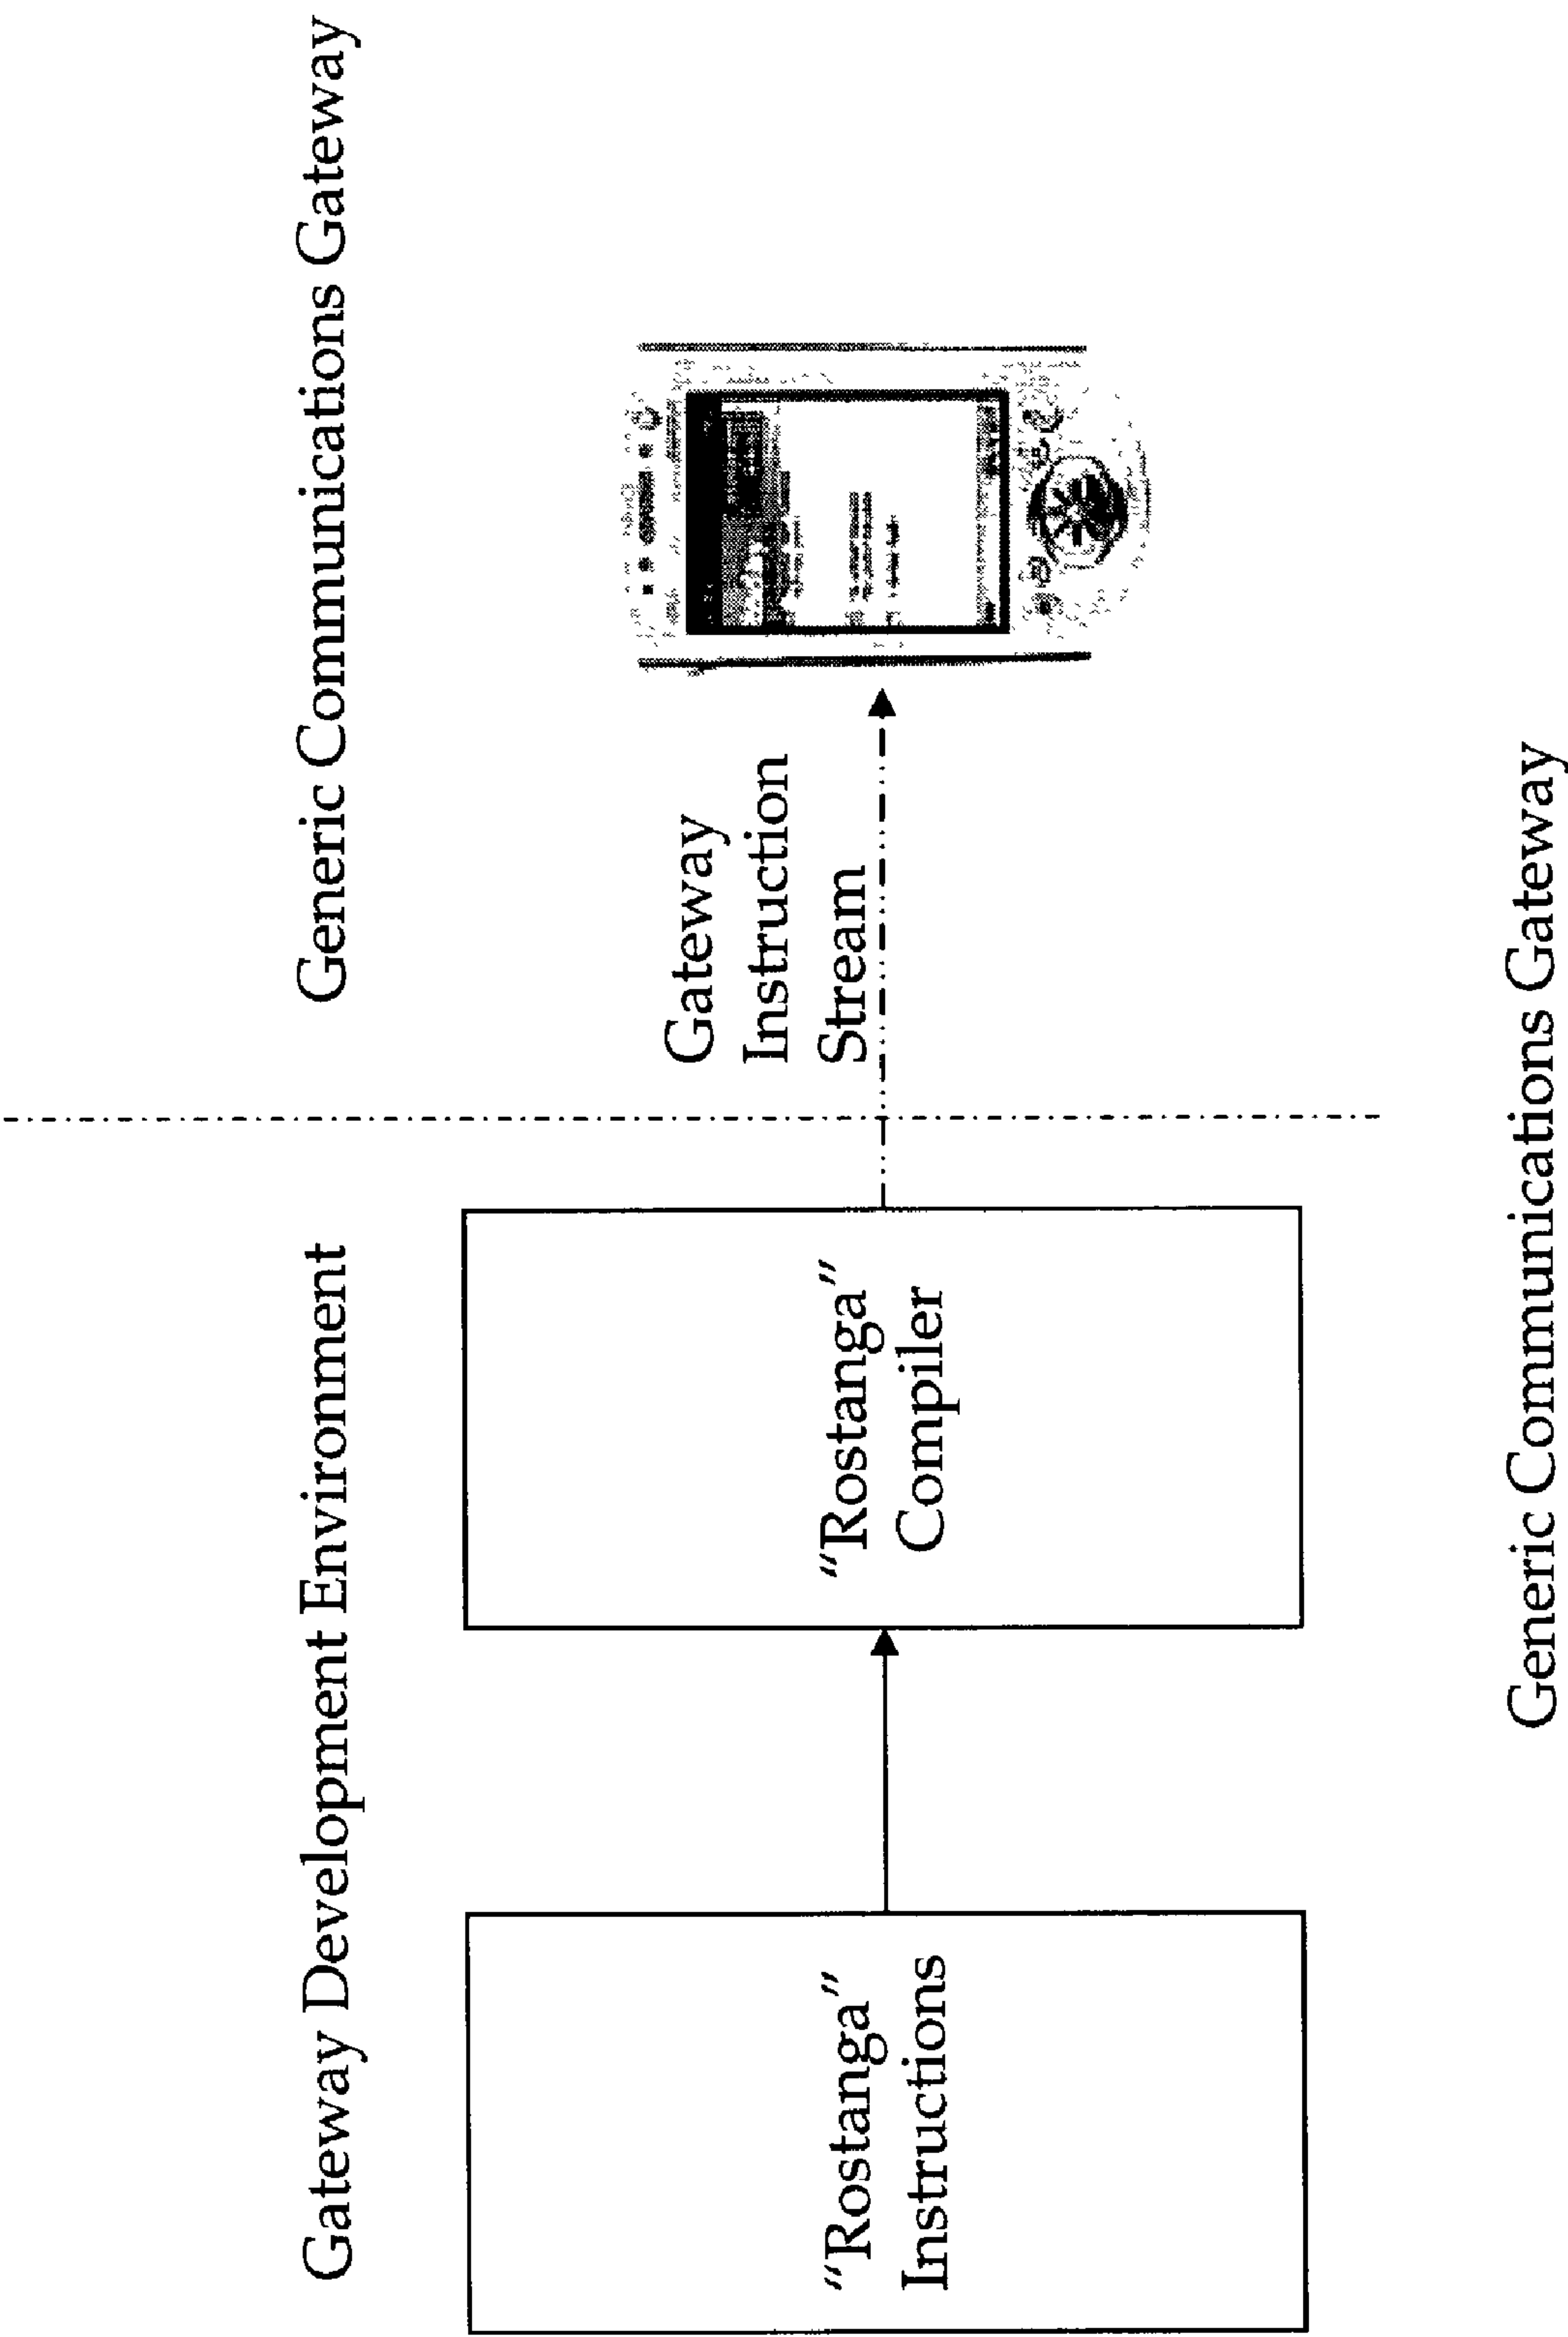 Gateway Development Environment
Generic Communications Gateway
"Rostanga"
Instructions
"Rostanga"
Compiler
Gateway
Instruction
Stream
Generic Communications Gateway